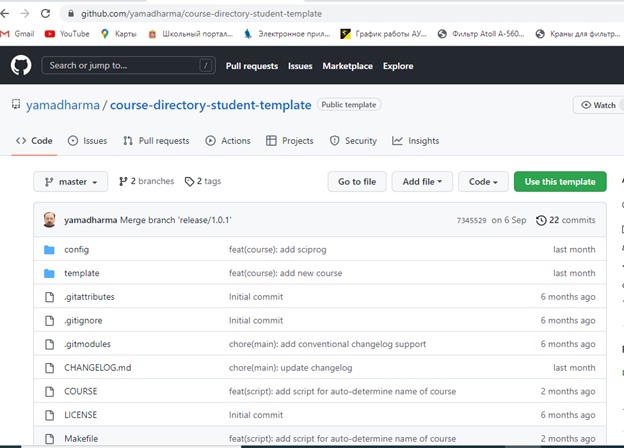 github.com/yamadharma/course-directory-student-template
Gmail YouTube Карты Школьный портал... Электронное прил... График работы АУ... Фильтр Atoll A-560... Краны для фильтр...
Search or jump to... / Pull requests Issues Marketplace Explore
yamadharma / course-directory-student-template Public template Watch
Code Issues Pull requests Actions Projects Security Insights
master 2 branches 2 tags Go to file Add file Code Use this template
yamadharma Merge branch 'release/1.0.1' 7345529 on 6 Sep 22 commits
config feat(course): add sciprog last month
template feat(course): add new course last month
.gitattributes Initial commit 6 months ago
.gitignore Initial commit 6 months ago
.gitmodules chore(main): add conventional changelog support 6 months ago
CHANGELOG.md chore(main): update changelog last month
COURSE feat(script): add script for auto-determine name of course 2 months ago
LICENSE Initial commit 6 months ago
Makefile feat(script): add script for auto-determine name of course 2 months ago